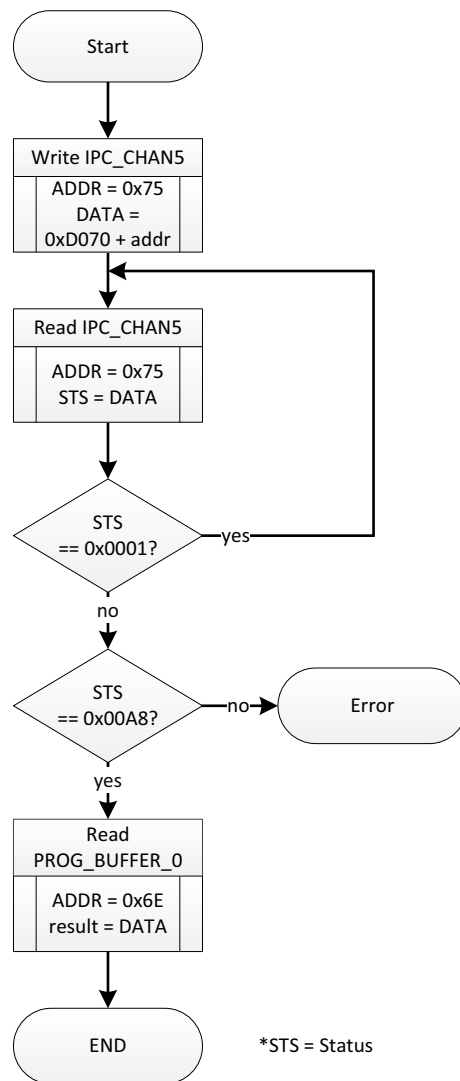 Start
Write IPC_CHAN5
ADDR = 0x75
DATA =
0xD070 + addr
Read IPC_CHAN5
ADDR = 0x75
STS = DATA
STS
== 0x0001?
yes
no
STS
== 0x00A8?
no
Error
yes
Read
PROG_BUFFER_0
ADDR = 0x6E
result = DATA
END
*STS = Status